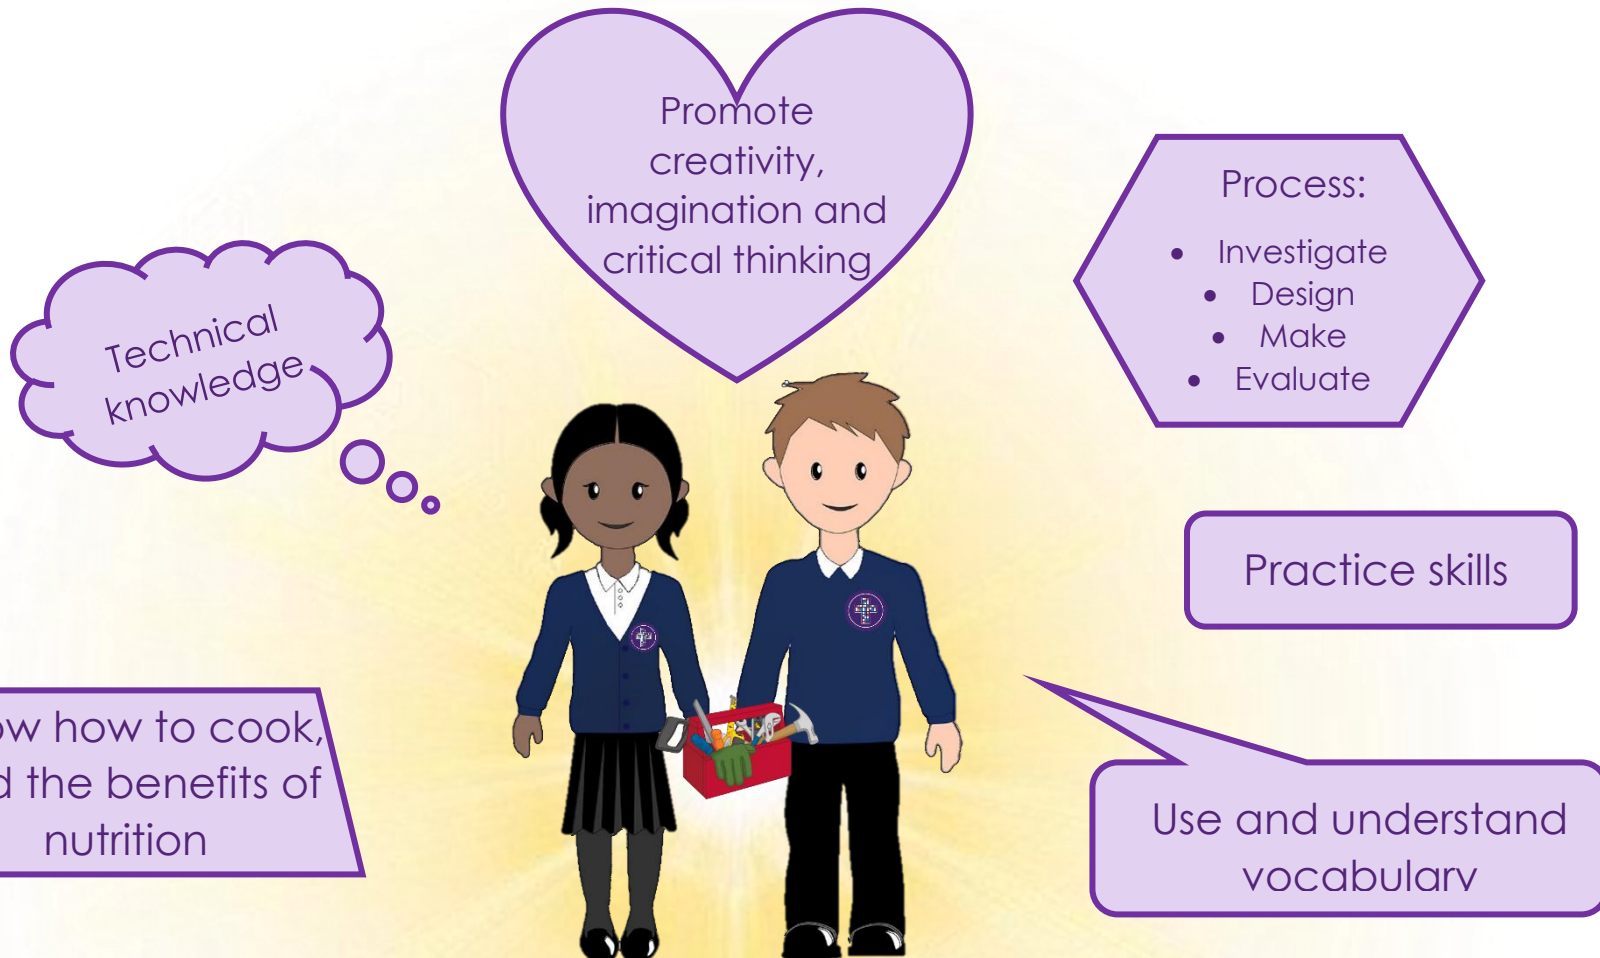 Promote
creativity,
imagination and
critical thinking
Process:
• Investigate
• Design
• Make
• Evaluate
Technical
knowledge
Practice skills
how to cook,
the benefits of
nutrition
Use and understand
vocabulary